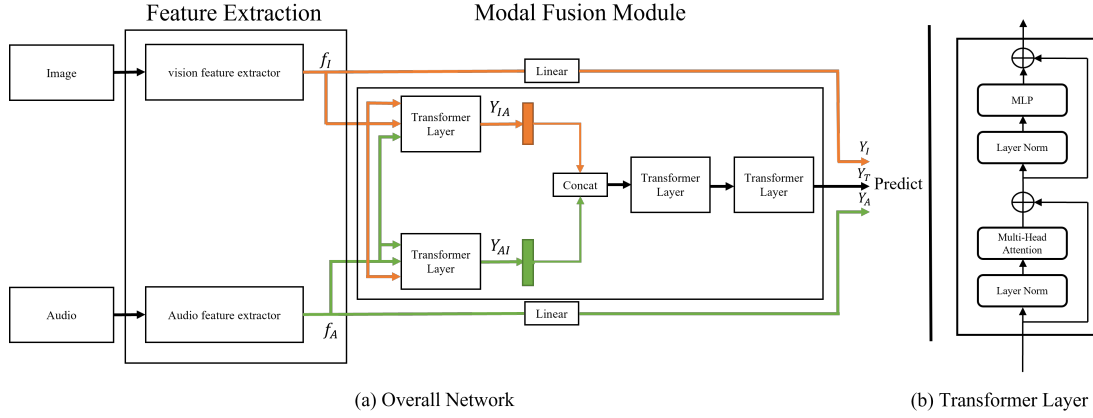 Feature Extraction
Modal Fusion Module
Image
vision feature extractor
f_I
Linear
Transformer
Layer
Y_IA
Concat
Transformer
Layer
Transformer
Layer
Y_I
Y_T
Predict
Y_A
Transformer
Layer
Y_AI
Audio
Audio feature extractor
f_A
Linear
(a) Overall Network
MLP
Layer Norm
Multi-Head
Attention
Layer Norm
(b) Transformer Layer